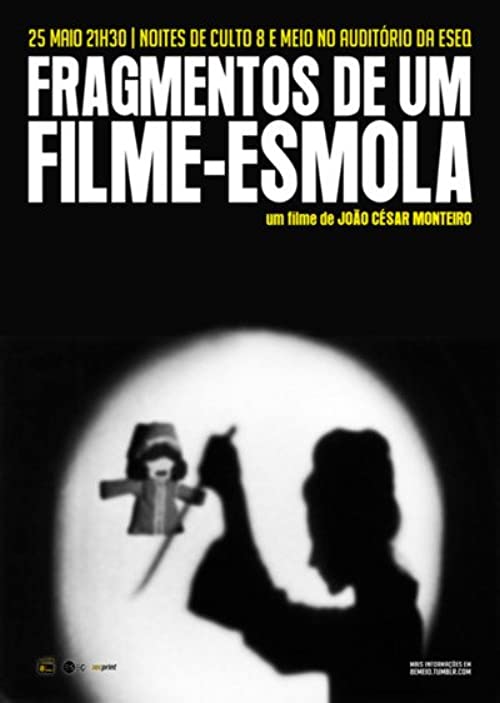 25 MAIO 21H30 | NOITES DE CULTO 8 E MEIO NO AUDITÓRIO DA ESEQ
FRAGMENTOS DE UM
FILME-ESMOLA
um filme de JOÃO CÉSAR MONTEIRO
MAIS INFORMAÇÕES EM
8EMEIO.TUMBLR.COM